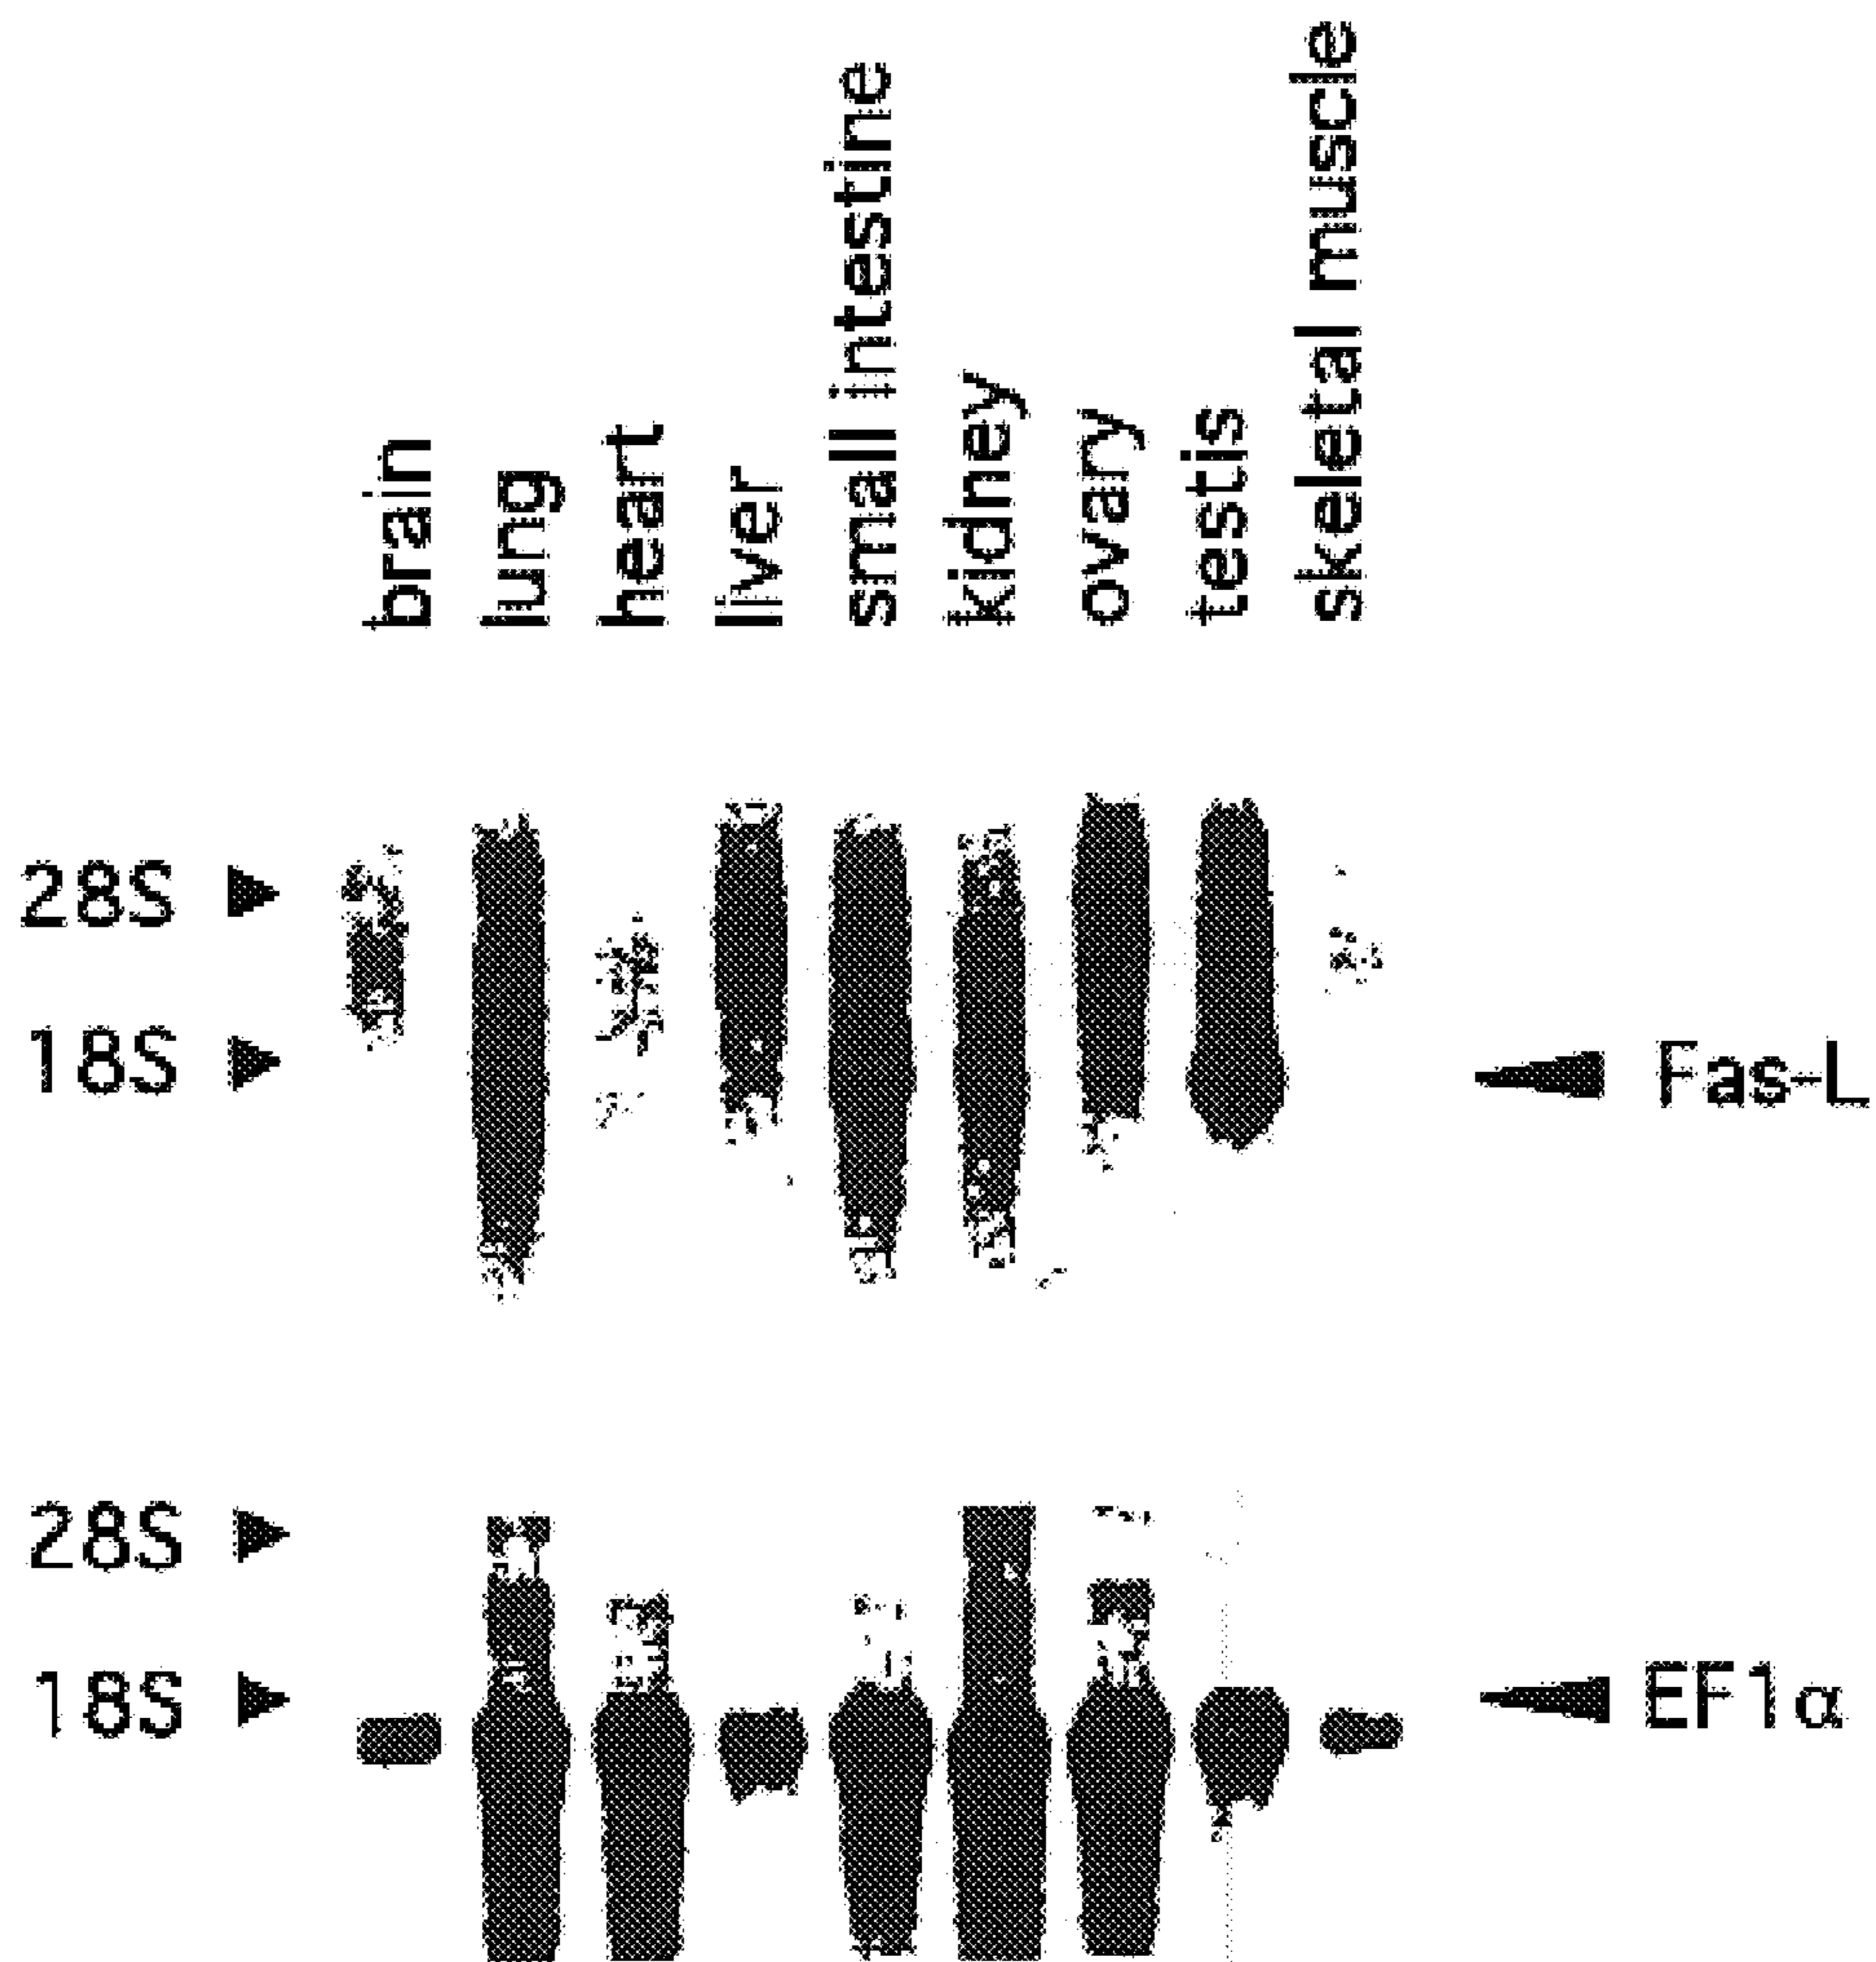 brain
lung
heart
liver
small intestine
kidney
ovary
testis
skeletal muscle
28S
18S
Fas-L
28S
18S
EF1α